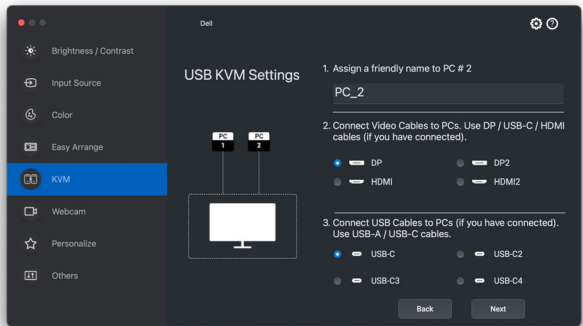 Dell
Brightness / Contrast
Input Source
Color
Easy Arrange
KVM
Webcam
Personalize
Others
USB KVM Settings
PC
1
PC
2
1. Assign a friendly name to PC # 2
PC_2
2. Connect Video Cables to PCs. Use DP / USB-C / HDMI
cables (if you have connected).
DP
DP2
HDMI
HDMI2
3. Connect USB Cables to PCs (if you have connected).
Use USB-A / USB-C cables.
USB-C
USB-C2
USB-C3
USB-C4
Back
Next